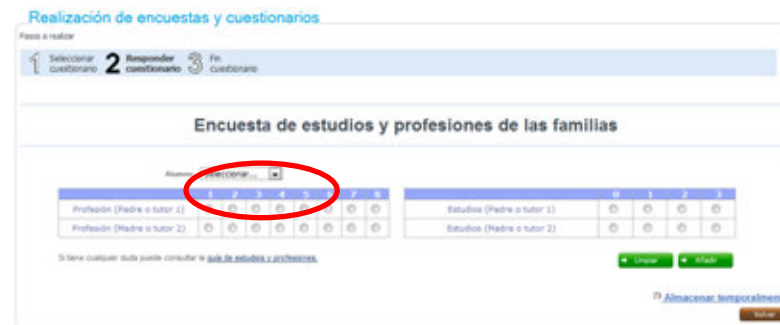 Realización de encuestas y cuestionarios
Pasos a realizar
1 Seleccionar cuestionario 2 Responder cuestionario 3 Fin cuestionario
Encuesta de estudios y profesiones de las familias
Alumno: Seleccionar...
1 2 3 4 5 6 7 8 0 1 2 3
Profesión (Padre o tutor 1) Estudios (Padre o tutor 1)
Profesión (Madre o tutor 2) Estudios (Madre o tutor 2)
Si tiene cualquier duda puede consultar la guía de estudios y profesiones.
Limpiar Añadir
Almacenar temporalmen
Volver